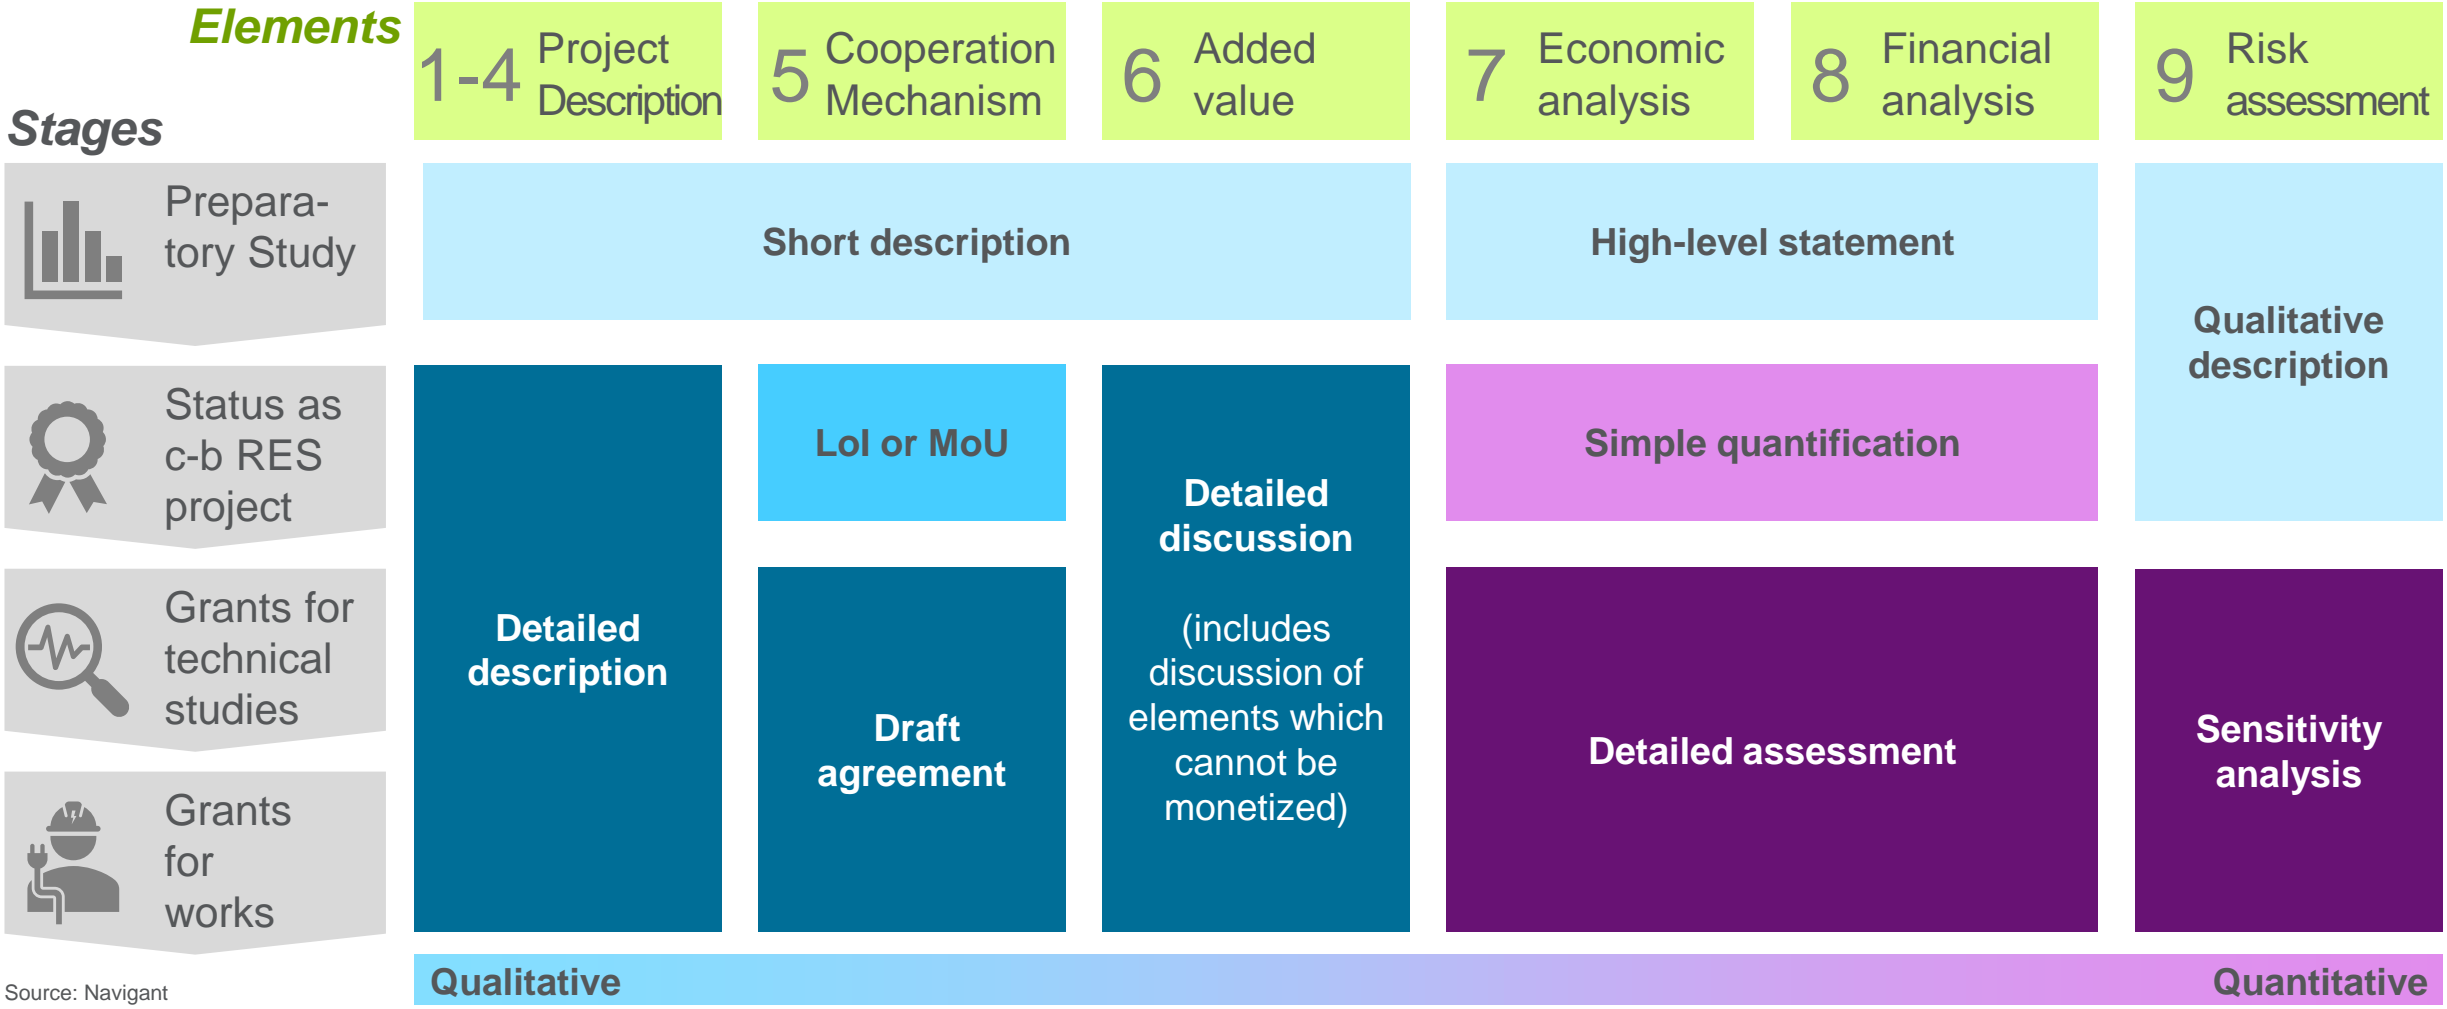 Elements
1-4
Project
Description
5
Cooperation
Mechanism
6
Added
value
7
Economic
analysis
8
Financial
analysis
9
Risk
assessment
Stages
Prepara-
tory Study
Short description
High-level statement
Qualitative
description
Status as
c-b RES
project
LoI or MoU
Simple quantification
Detailed
discussion
(includes
discussion of
elements which
cannot be
monetized)
Grants for
technical
studies
Detailed
description
Draft
agreement
Detailed assessment
Sensitivity
analysis
Grants
for
works
Qualitative
Quantitative
Source: Navigant